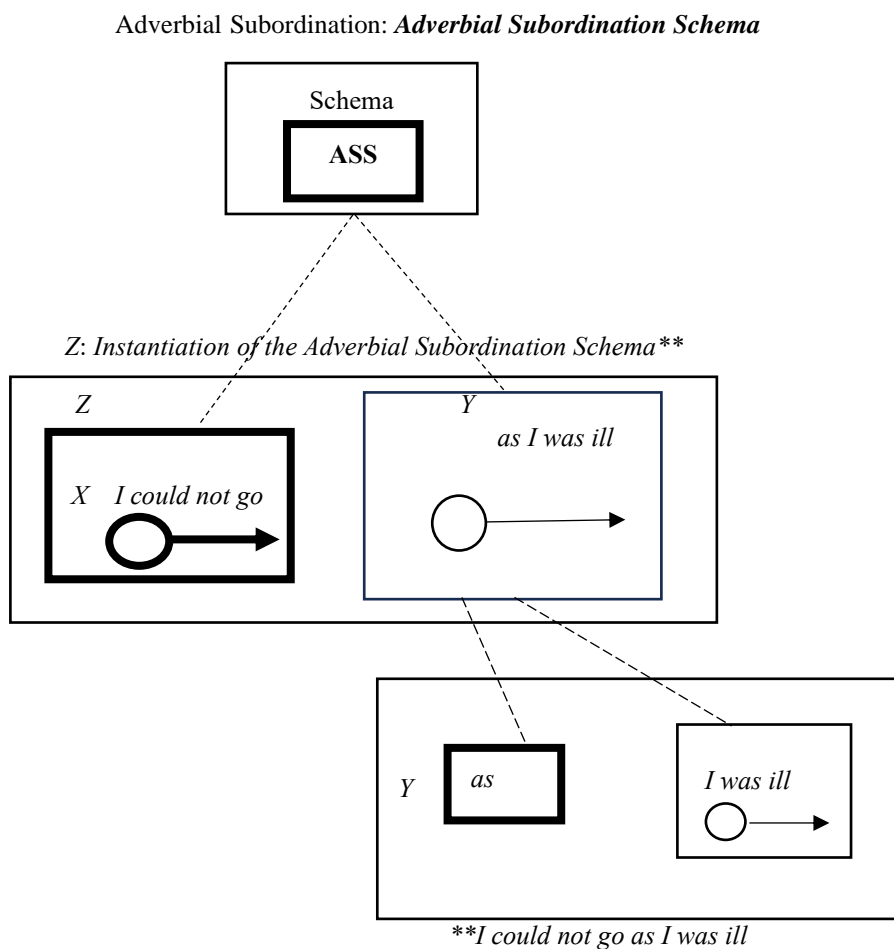 Adverbial Subordination: Adverbial Subordination Schema
Schema
ASS
Z: Instantiation of the Adverbial Subordination Schema**
Z
Y
as I was ill
X I could not go
Y
as
I was ill
**I could not go as I was ill